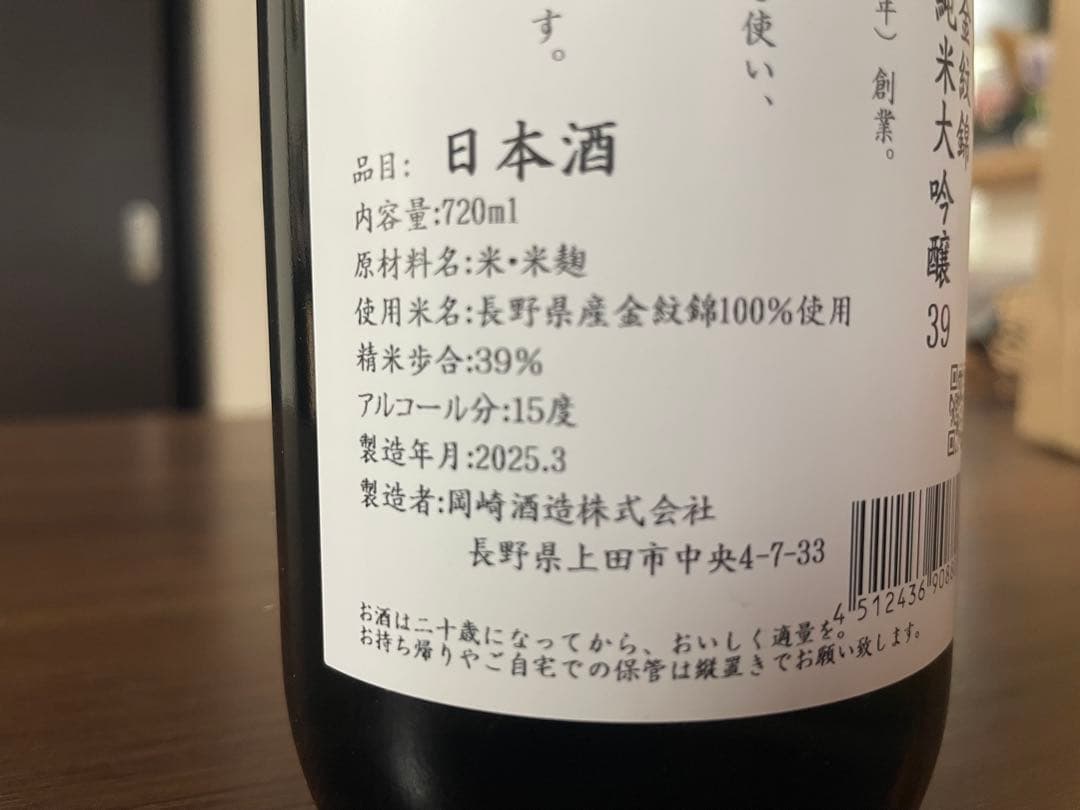 金紋錦
純米大吟醸39
年）創業。
使い、
す。
品目: 日本酒
内容量:720ml
原材料名:米・米麹
使用米名:長野県産金紋錦100%使用
精米歩合:39%
アルコール分:15度
製造年月:2025.3
製造者:岡崎酒造株式会社
長野県上田市中央4-7-33
お酒は二十歳になってから、おいしく適量を。
お持ち帰りやご自宅での保管は縦置きでお願い致します。
4 512436 908